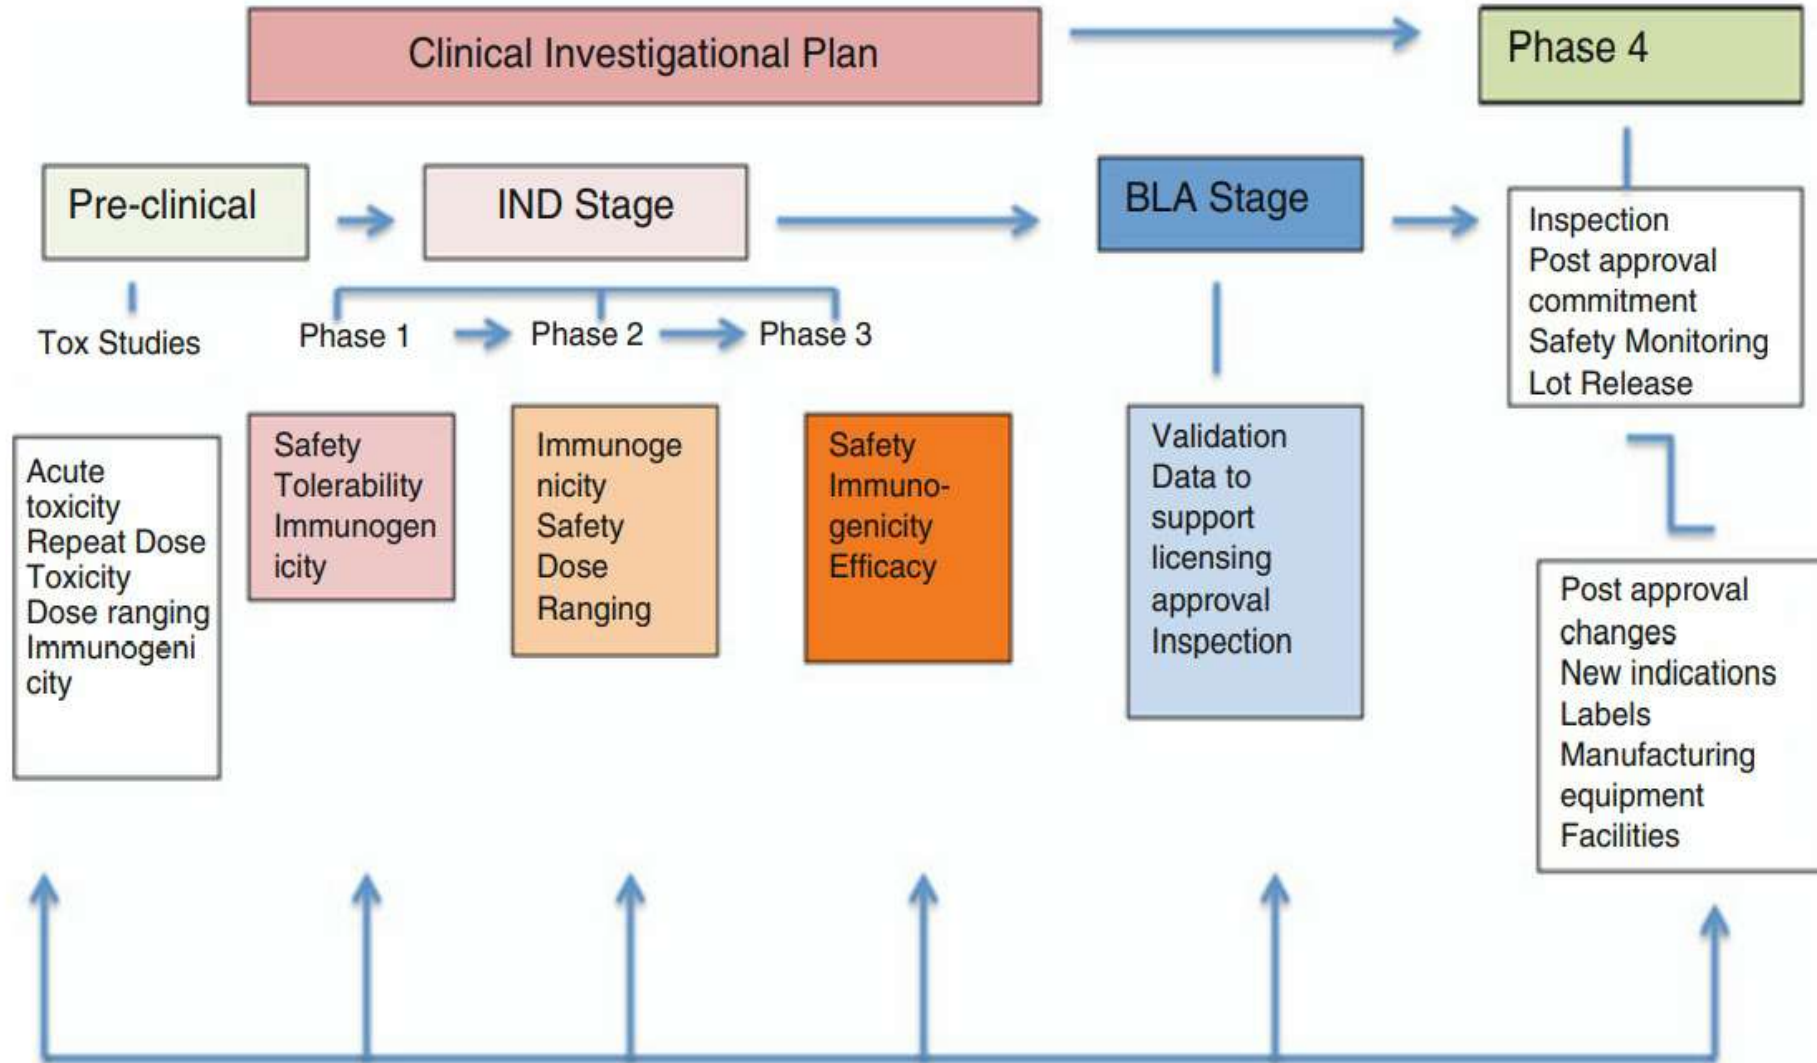 Clinical Investigational Plan
Phase 4
Pre-clinical
IND Stage
BLA Stage
Tox Studies
Phase 1
Phase 2
Phase 3
Acute
toxicity
Repeat Dose
Toxicity
Dose ranging
Immunogeni
city
Safety
Tolerability
Immunogen
icity
Immunoge
nicity
Safety
Dose
Ranging
Safety
Immuno-
genicity
Efficacy
Validation
Data to
support
licensing
approval
Inspection
Inspection
Post approval
commitment
Safety Monitoring
Lot Release
Post approval
changes
New indications
Labels
Manufacturing
equipment
Facilities